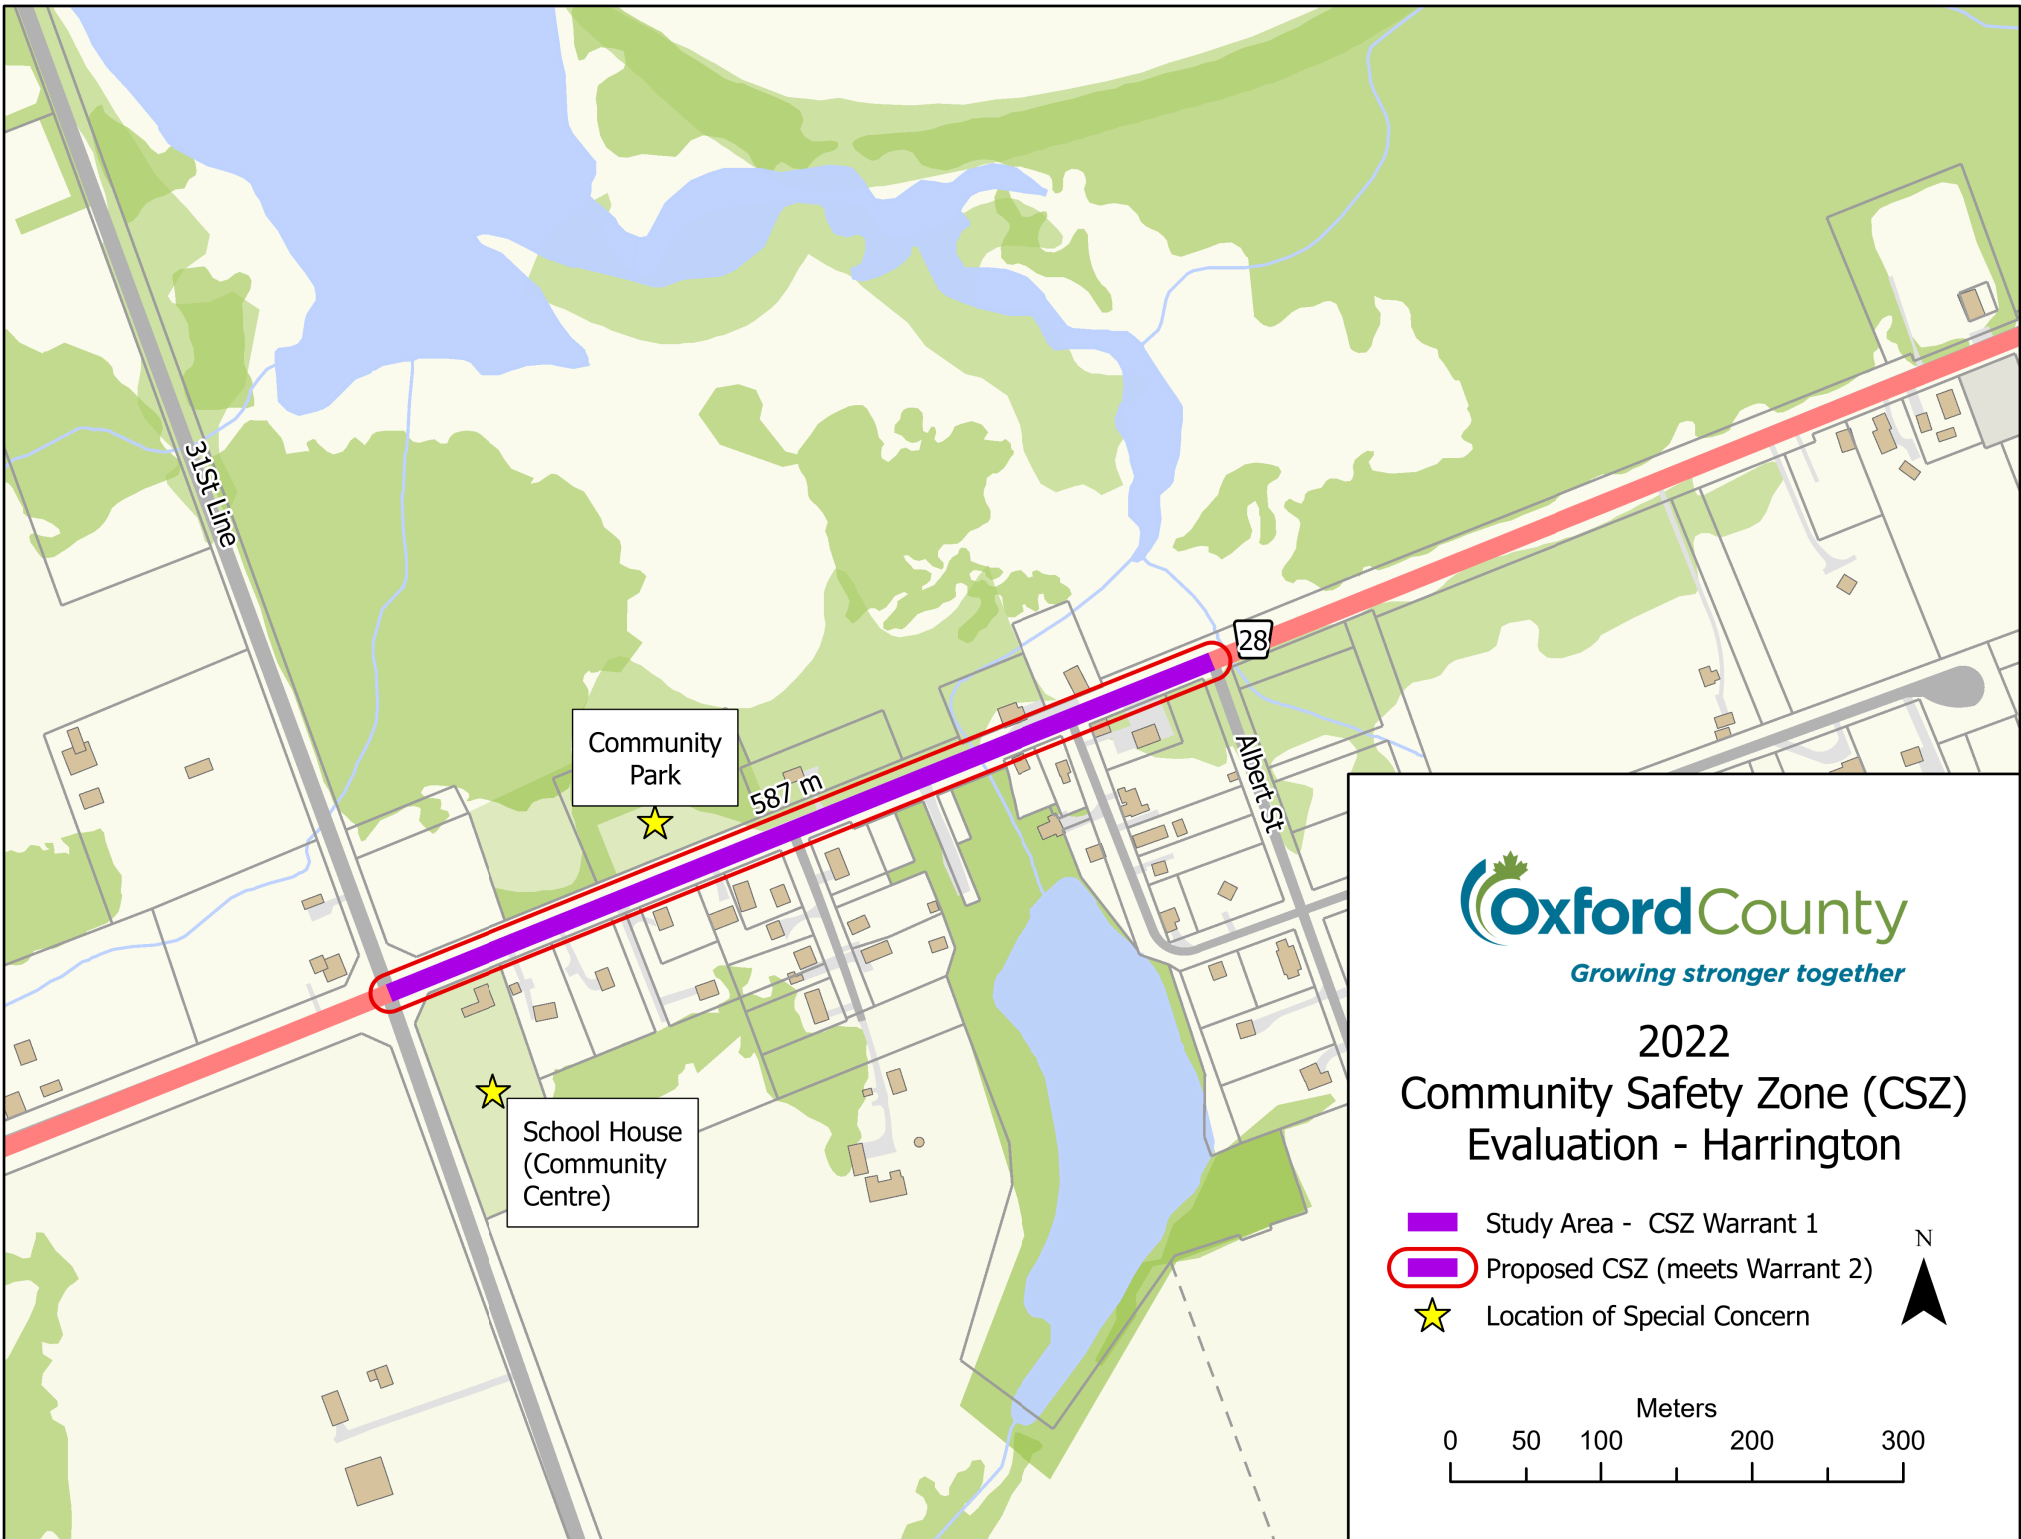 31St Line
28
Community
Park
587 m
Albert St
School House
(Community
Centre)
OxfordCounty
Growing stronger together
2022
Community Safety Zone (CSZ)
Evaluation - Harrington
Study Area - CSZ Warrant 1
Proposed CSZ (meets Warrant 2)
Location of Special Concern
N
Meters
0 50 100 200 300